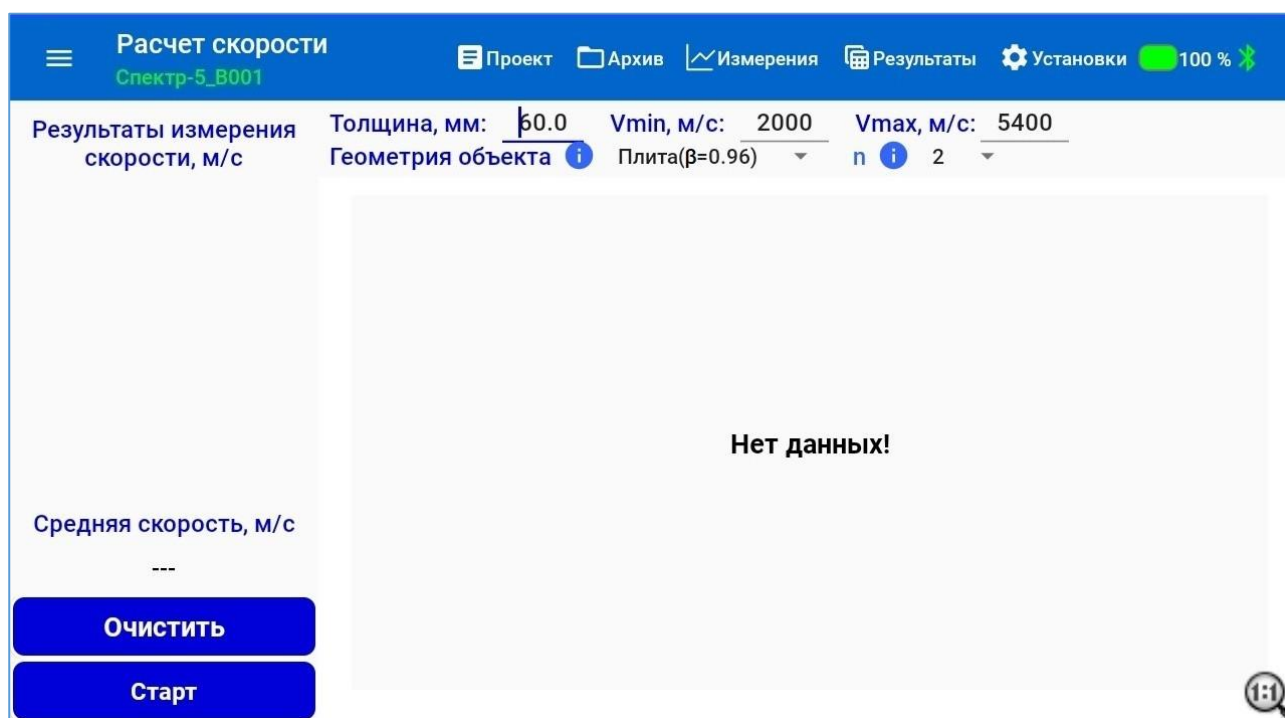 Расчет скорости
Спектр-5_B001
Проект Архив Измерения Результаты Установки 100 %
Результаты измерения
скорости, м/с
Толщина, мм: 60.0 Vmin, м/с: 2000 Vmax, м/с: 5400
Геометрия объекта i Плита(β=0.96) n i 2
Нет данных!
Средняя скорость, м/с
---
Очистить
Старт
1:1